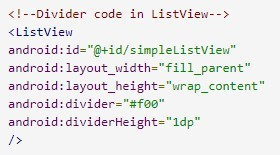 <!--Divider code in ListView-->
<ListView
android:id="@+id/simpleListView"
android:layout_width="fill_parent"
android:layout_height="wrap_content"
android:divider="#f00"
android:dividerHeight="1dp"
/>